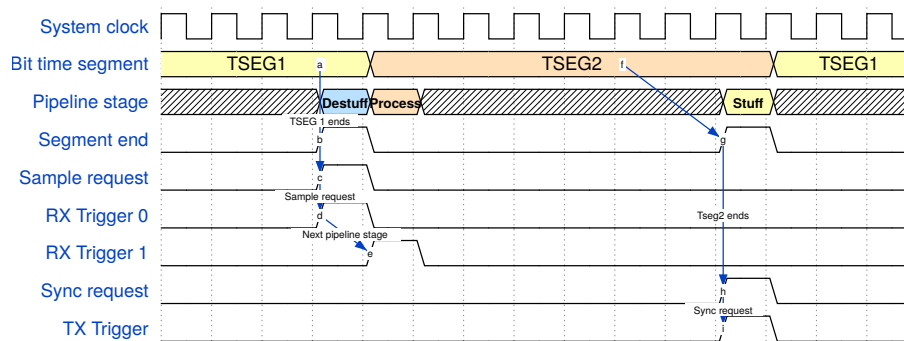 System clock
Bit time segment TSEG1 a TSEG2 f TSEG1
Pipeline stage Destuff Process Stuff
TSEG 1 ends
Segment end b g
Sample request c
Sample request
RX Trigger 0 d Tseg2 ends
Next pipeline stage
RX Trigger 1 e
Sync request h
Sync request
TX Trigger i